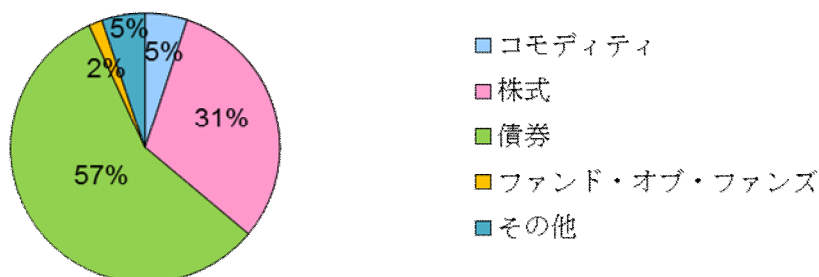 5%
5%
2%
31%
57%
コモディティ
株式
債券
ファンド・オブ・ファンズ
その他